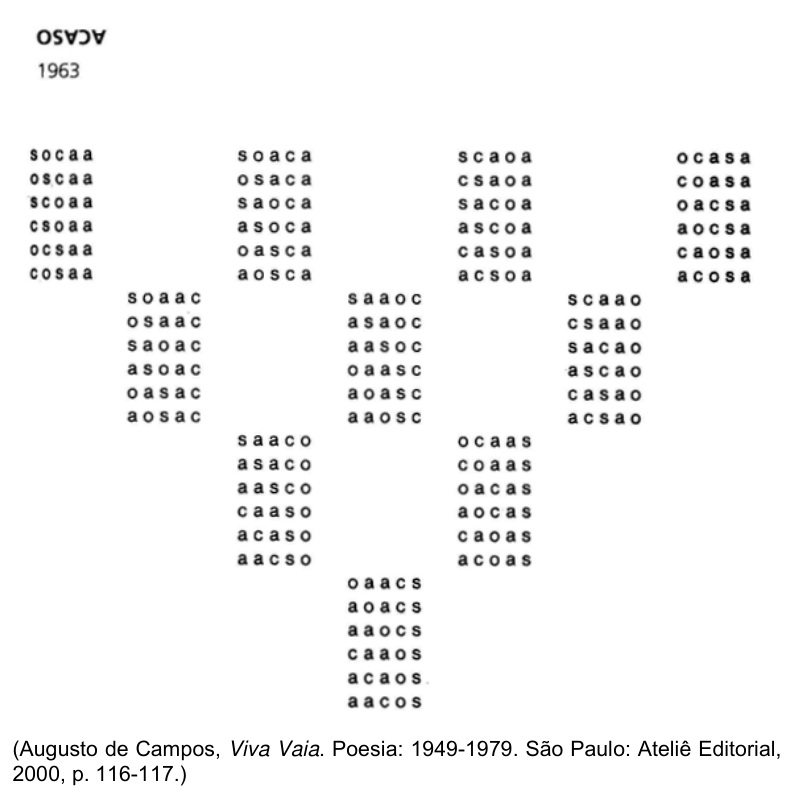 ACASO
1963
socaa soaca scaoa ocasa
oscaa osaca csaoa coasa
scoaa saoca sacoa oacsa
csoaa asoca ascoa aocsa
ocsaa oasca casoa caosa
cosaa aosca acsoa acosa
soaac saaoc scaao
osaac asaoc csaao
saoac aasoc sacao
asoac oaasc ascao
oasac aoasc casao
aosac aaosc acsao
saaco ocaas
asaco coaas
aasco oacas
caaso aocas
acaso caoas
aacso acoas
oaacs
aoacs
aaocs
caaos
acaos
aacos
(Augusto de Campos, Viva Vaia. Poesia: 1949-1979. São Paulo: Ateliê Editorial,
2000, p. 116-117.)